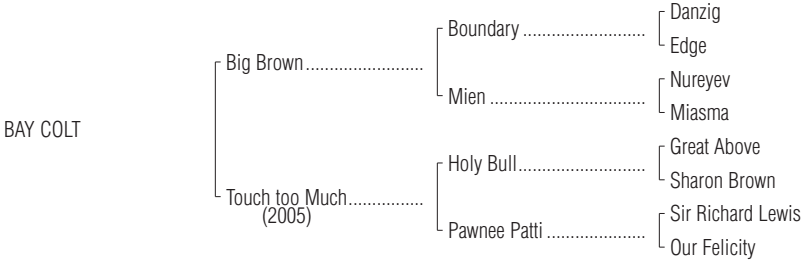 Danzig
Boundary ..............................
Edge
Big Brown.............................
Nureyev
Mien .......................................
Miasma
BAY COLT
Great Above
Holy Bull................................
Sharon Brown
Touch too Much..................
(2005)
Sir Richard Lewis
Pawnee Patti ........................
Our Felicity